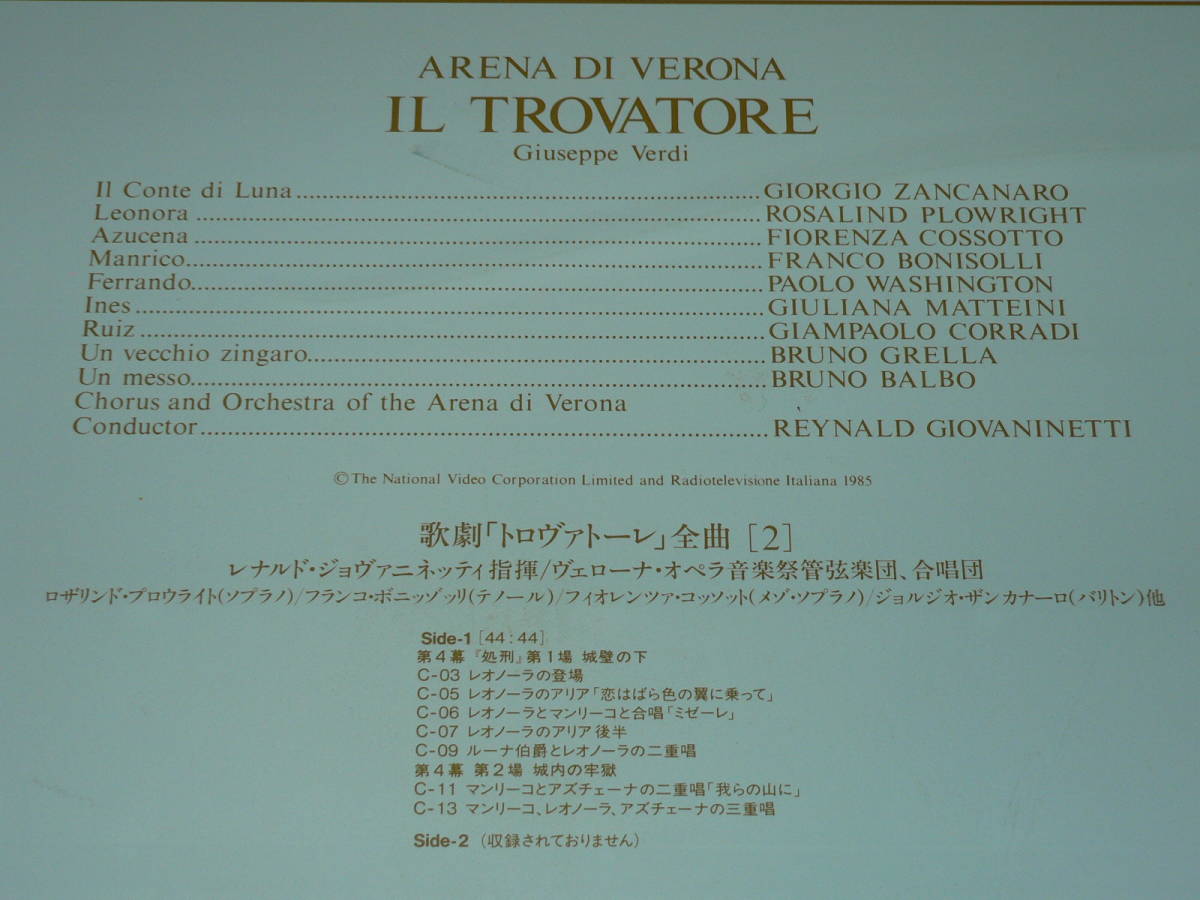 ARENA DI VERONA
IL TROVATORE
Giuseppe Verdi
Il Conte di Luna........................................GIORGIO ZANCANARO
Leonora........................................ROSALIND PLOWRIGHT
Azucena........................................FIORENZA COSSOTTO
Manrico........................................FRANCO BONISOLLI
Ferrando........................................PAOLO WASHINGTON
Ines........................................GIULIANA MATTEINI
Ruiz........................................GIAMPAOLO CORRADI
Un vecchio zingaro........................................BRUNO GRELLA
Un messo........................................BRUNO BALBO
Chorus and Orchestra of the Arena di Verona
Conductor........................................REYNALD GIOVANINETTI
©The National Video Corporation Limited and Radiotelevisione Italiana 1985
歌劇「トロヴァトーレ」全曲[2]
レナルド・ジョヴァニネッティ指揮/ヴェローナ・オペラ音楽祭管弦楽団、合唱団
ロザリンド・プロウライト(ソプラノ)/フランコ・ボニッゾッリ(テノール)/フィオレンツァ・コッソット(メゾ・ソプラノ)/ジョルジオ・ザンカナーロ(バリトン)他
Side-1 [44:44]
第4幕 『処刑』第1場 城壁の下
C-03 レオノーラの登場
C-05 レオノーラのアリア「恋はばら色の翼に乗って」
C-06 レオノーラとマンリーコと合唱「ミゼーレ」
C-07 レオノーラのアリア後半
C-09 ルーナ伯爵とレオノーラの二重唱
第4幕 第2場 城内の牢獄
C-11 マンリーコとアズチェーナの二重唱「我らの山に」
C-13 マンリーコ、レオノーラ、アズチェーナの三重唱
Side-2 (収録されておりません)